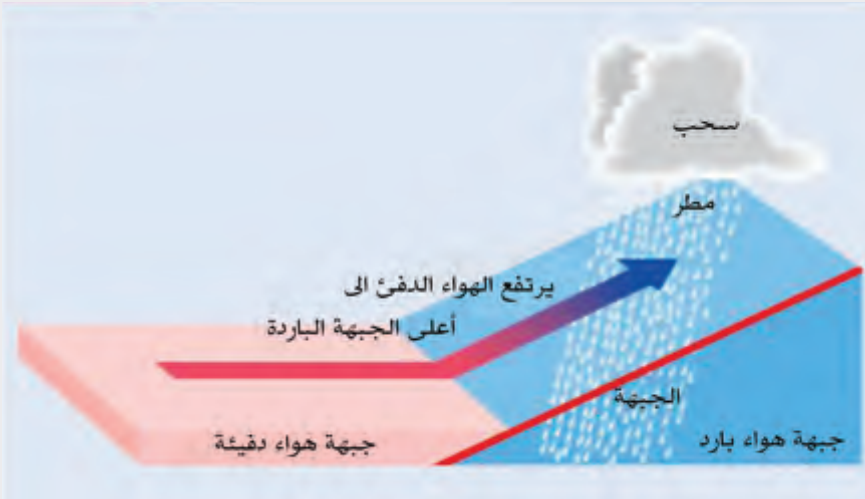 سحب
مطر
يرتفع الهواء الدفئ الى
أعلى الجبهة الباردة
الجبهة
جبهة هواء بارد
جبهة هواء دفيئة